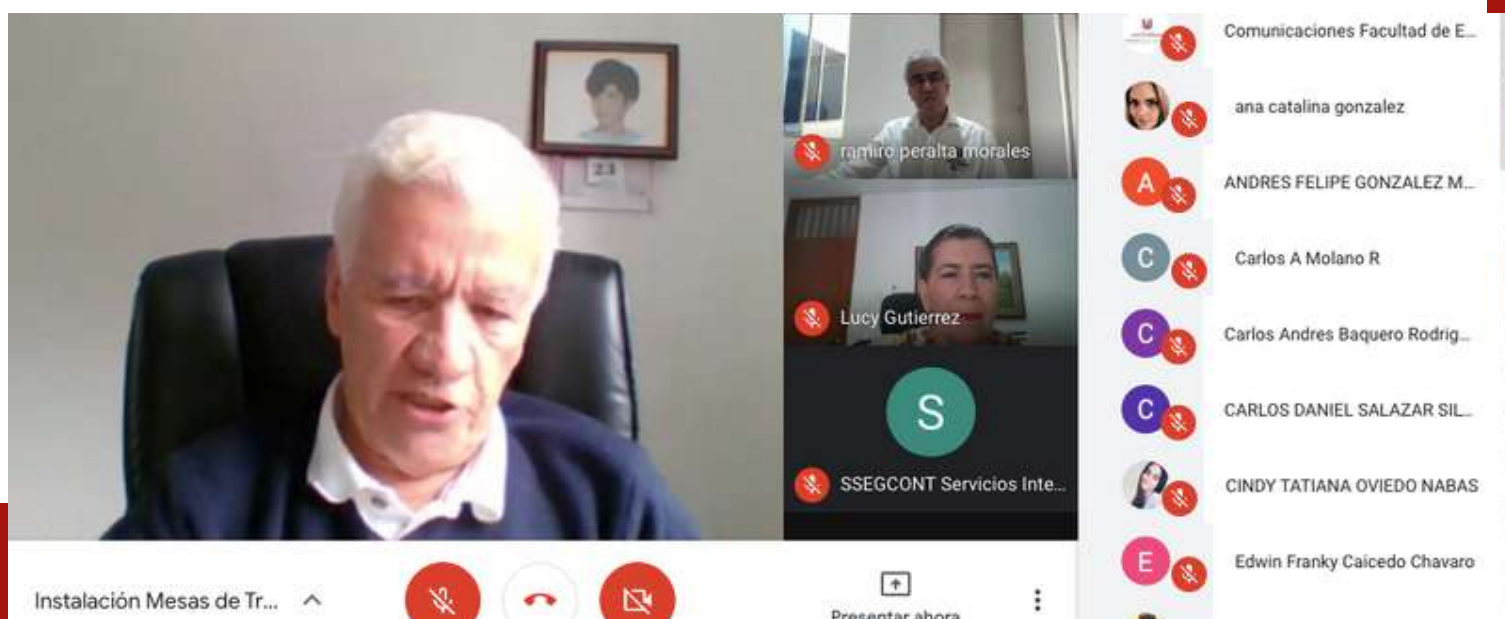 23
ramiro peralta morales
Lucy Gutierrez
S
SSEGCONT Servicios Inte...
Instalación Mesas de Tr...
Presentar ahora
Comunicaciones Facultad de E...
ana catalina gonzalez
A
ANDRES FELIPE GONZALEZ M...
C
Carlos A Molano R
C
Carlos Andres Baquero Rodrig...
C
CARLOS DANIEL SALAZAR SIL...
CINDY TATIANA OVIEDO NABAS
E
Edwin Franky Caicedo Chavaro